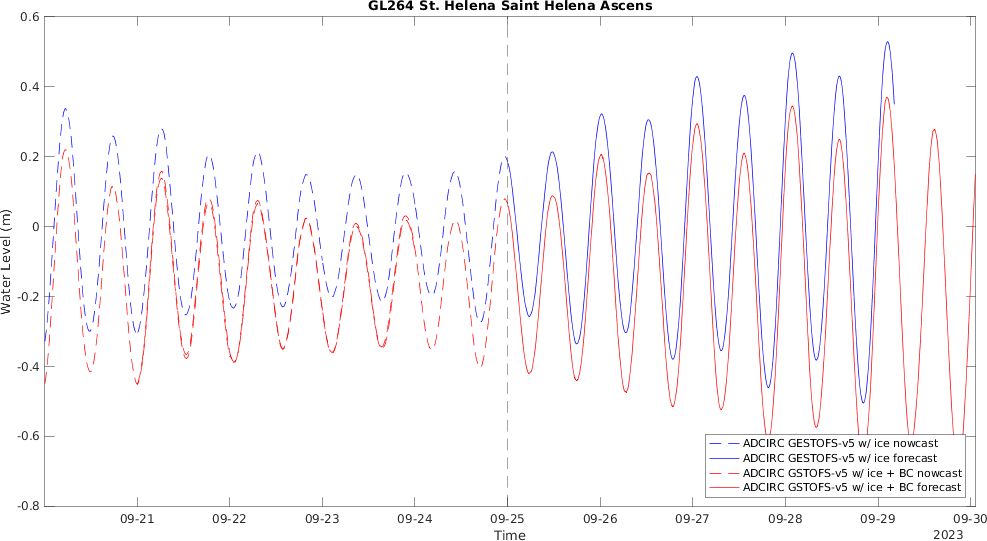 GL264 St. Helena Saint Helena Ascens
0.6
0.4
0.2
0
-0.2
-0.4
-0.6
-0.8
Water Level (m)
ADCIRC GESTOFS-v5 w/ ice nowcast
ADCIRC GESTOFS-v5 w/ ice forecast
ADCIRC GSTOFS-v5 w/ ice + BC nowcast
ADCIRC GSTOFS-v5 w/ ice + BC forecast
09-21 09-22 09-23 09-24 09-25 09-26 09-27 09-28 09-29 09-30
Time
2023